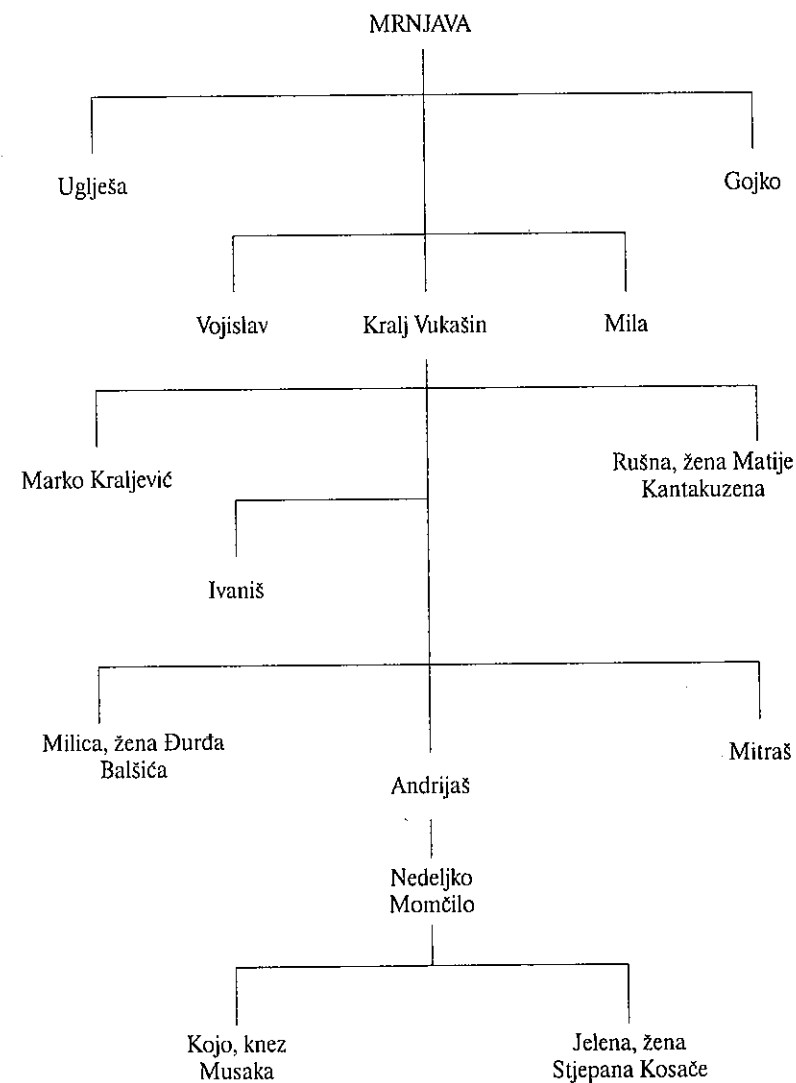 MRNJAVA
Uglješa
Gojko
Vojislav
Kralj Vukašin
Mila
Marko Kraljević
Rušna, žena Matije
Kantakuzena
Ivaniš
Milica, žena Đurđa
Balšića
Andrijaš
Mitraš
Nedeljko
Momčilo
Kojo, knez
Musaka
Jelena, žena
Stjepana Kosače